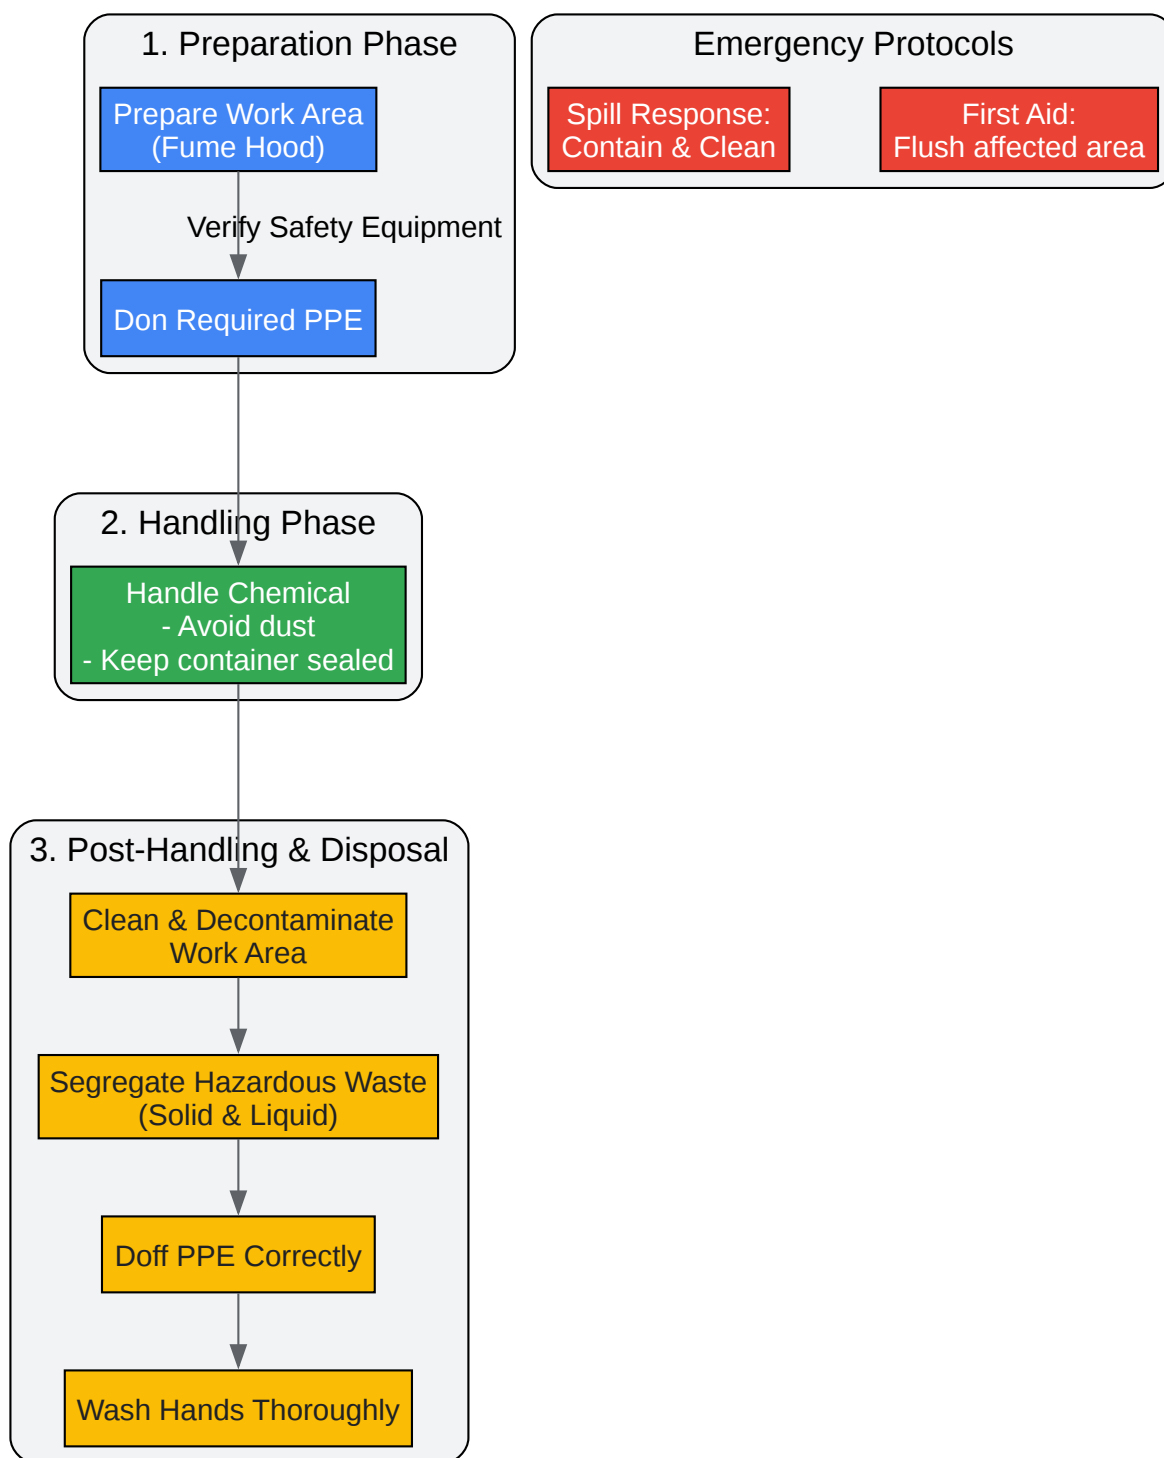 1. Preparation Phase
Prepare Work Area
(Fume Hood)
Verify Safety Equipment
Don Required PPE
Emergency Protocols
Spill Response:
Contain & Clean
First Aid:
Flush affected area
2. Handling Phase
Handle Chemical
- Avoid dust
- Keep container sealed
3. Post-Handling & Disposal
Clean & Decontaminate
Work Area
Segregate Hazardous Waste
(Solid & Liquid)
Doff PPE Correctly
Wash Hands Thoroughly